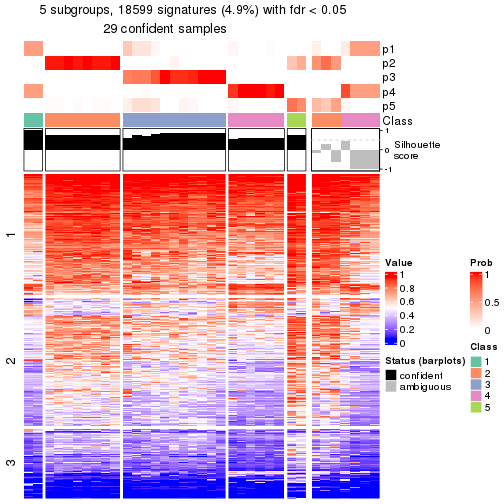 5 subgroups, 18599 signatures (4.9%) with fdr < 0.05
29 confident samples
p1
p2
p3
p4
p5
Class
1
0
-1
Silhouette
score
1
2
3
Value
1
0.8
0.6
0.4
0.2
0
Status (barplots)
confident
ambiguous
Prob
1
0.5
0
Class
1
2
3
4
5